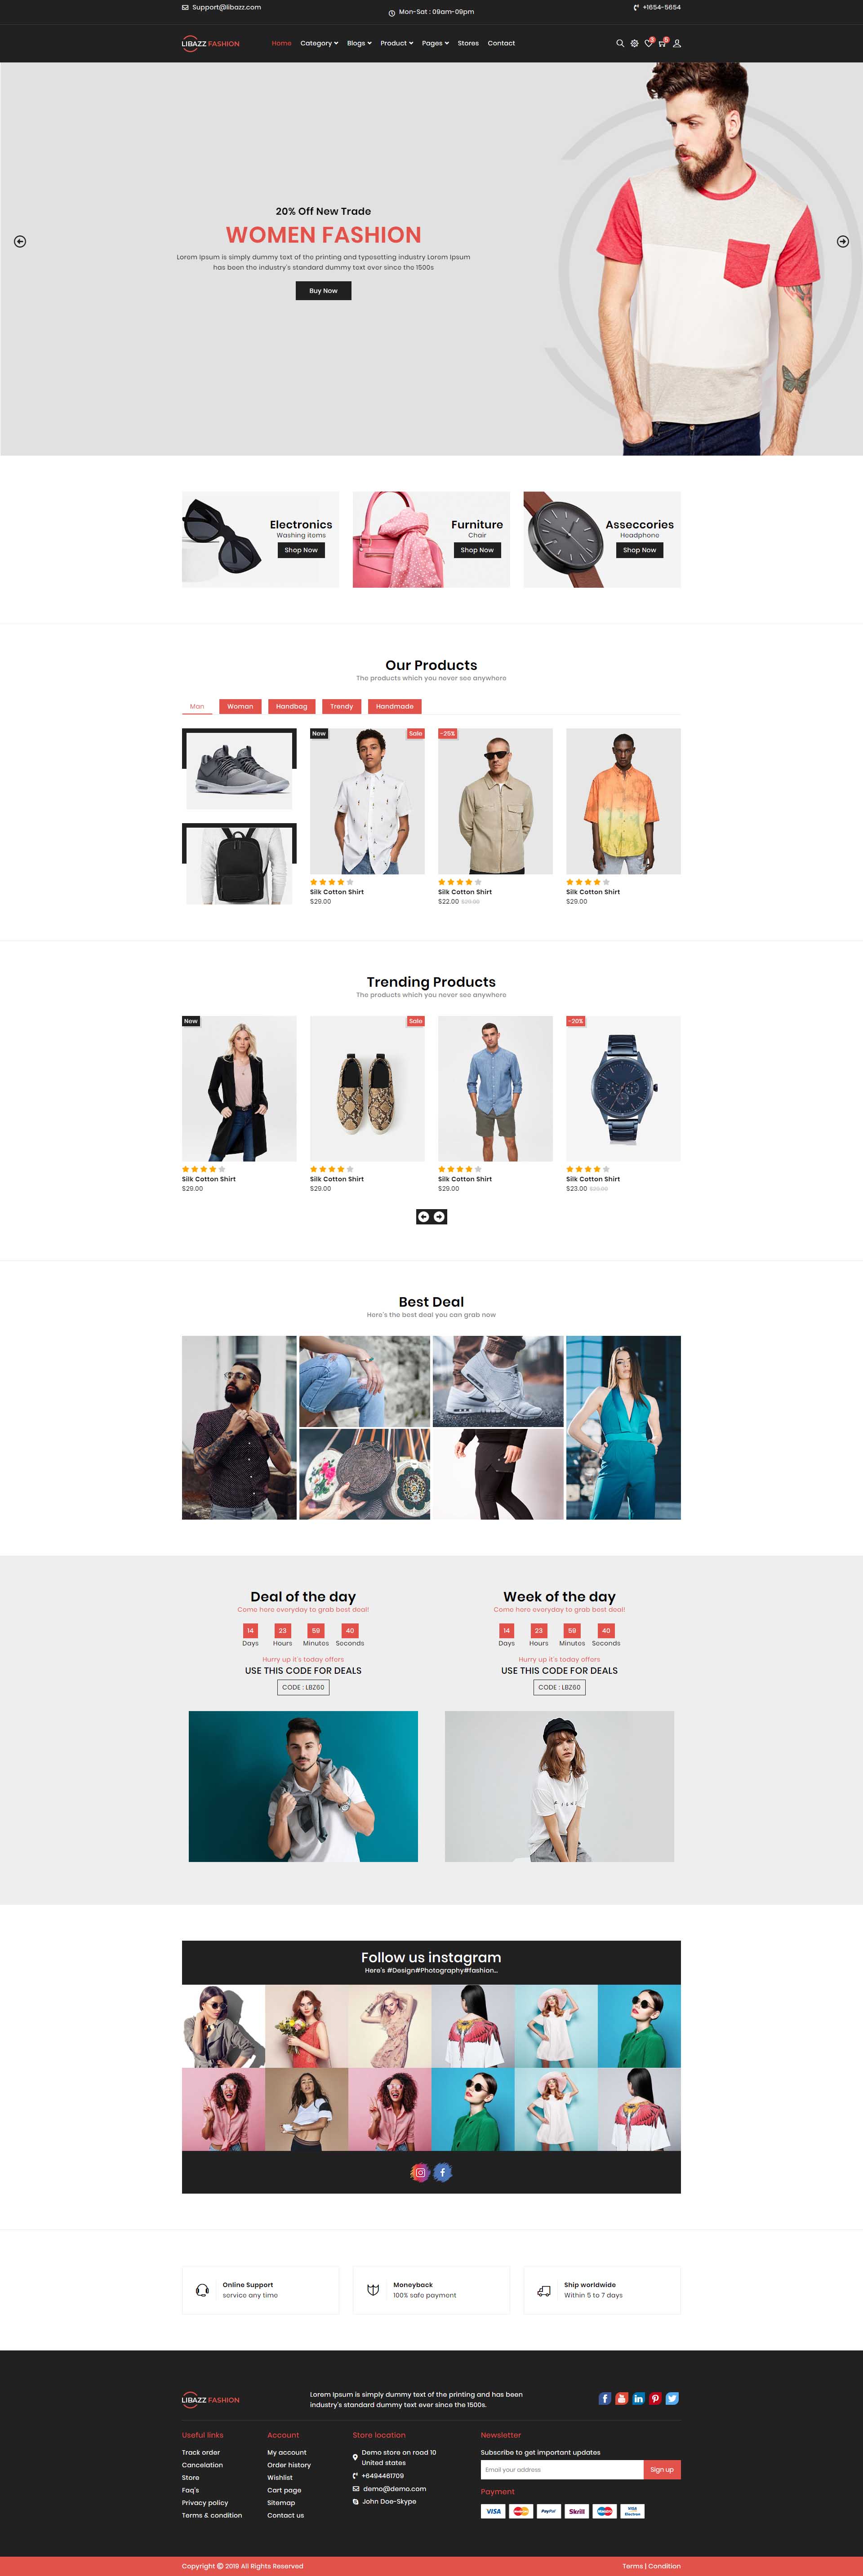 Support@libazz.com
Mon-Sat : 09am-09pm
+1654-5654
LIBAZZ FASHION
Home Category Blogs Product Pages Stores Contact
3
5
20% Off New Trade
WOMEN FASHION
Lorem Ipsum is simply dummy text of the printing and typesetting industry Lorem Ipsum
has been the industry's standard dummy text ever since the 1500s
Buy Now
Electronics
Washing items
Shop Now
Furniture
Chair
Shop Now
Asseccories
Headphone
Shop Now
Our Products
The products which you never see anywhere
Man Woman Handbag Trendy Handmade
New Sale
-25%
Silk Cotton Shirt
$29.00
Silk Cotton Shirt
$22.00 $29.00
Silk Cotton Shirt
$29.00
Trending Products
The products which you never see anywhere
New
Sale
-20%
Silk Cotton Shirt
$29.00
Silk Cotton Shirt
$29.00
Silk Cotton Shirt
$29.00
Silk Cotton Shirt
$23.00
Best Deal
Here's the best deal you can grab now
Deal of the day
Come here everyday to grab best deal!
14 23 59 40
Days Hours Minutes Seconds
Hurry up it's today offers
USE THIS CODE FOR DEALS
CODE : LBZ60
Week of the day
Come here everyday to grab best deal!
14 23 59 40
Days Hours Minutes Seconds
Hurry up it's today offers
USE THIS CODE FOR DEALS
CODE : LBZ60
Follow us instagram
Here's #Design#Photography#fashion...
Online Support
service any time
Moneyback
100% safe payment
Ship worldwide
Within 5 to 7 days
LIBAZZ FASHION
Lorem Ipsum is simply dummy text of the printing and has been
industry's standard dummy text ever since the 1500s.
Useful links
Track order
Cancelation
Store
Faq's
Privacy policy
Terms & condition
Account
My account
Order history
Wishlist
Cart page
Sitemap
Contact us
Store location
Demo store on road 10
United states
+6494461709
demo@demo.com
John Doe-Skype
Newsletter
Subscribe to get important updates
Email your address
Sign up
Payment
VISA PayPal Skrill VISA Electron
Copyright © 2019 All Rights Reserved
Terms | Condition